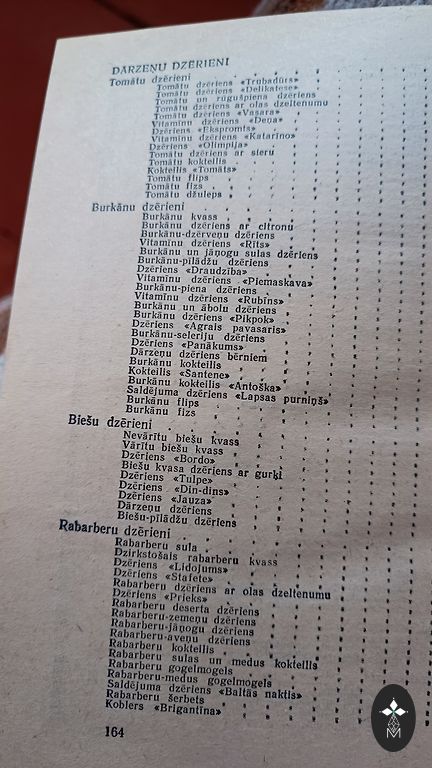 DĀRZEŅU DZĒRIENI
Tomātu dzērieni
Tomātu dzēriens «Trubadūrs»
Tomātu dzēriens «Delikatese»
Tomātu un rūgušpiena dzēriens
Tomātu dzēriens ar olas dzeltenumu
Tomātu dzēriens «Vasara»
Vitamīnu dzēriens «Deņa»
Dzēriens «Ekspromts»
Vitamīnu dzēriens «Katarīno»
Dzēriens «Olimpija»
Tomātu dzēriens ar sieru
Tomātu kokteilis
Kokteilis «Tomāts»
Tomātu flips
Tomātu fizs
Tomātu džuleps
Burkānu dzērieni
Burkānu kvass
Burkānu dzēriens ar citronu
Burkānu-dzērveņu dzēriens
Vitamīnu dzēriens «Rīts»
Burkānu un jāņogu sulas dzēriens
Burkānu-pīlādžu dzēriens
Dzēriens «Draudzība»
Vitamīnu dzēriens «Piemaskava»
Burkānu-piena dzēriens
Vitamīnu dzēriens «Rubīns»
Burkānu un ābolu dzēriens
Burkānu dzēriens «Pikpok»
Dzēriens «Agrais pavasaris»
Burkānu-seleriju dzēriens
Dzēriens «Panākums»
Dārzeņu dzēriens bērniem
Burkānu kokteilis
Kokteilis «Santene»
Burkānu kokteilis «Antoška»
Saldējuma dzēriens «Lapsas purniņš»
Burkānu flips
Burkānu fizs
Biešu dzērieni
Nevārītu biešu kvass
Vārītu biešu kvass
Dzēriens «Bordo»
Biešu kvasa dzēriens ar gurķi
Dzēriens «Tulpe»
Dzēriens «Din-dins»
Dzēriens «Jauza»
Dārzeņu dzēriens
Biešu-pīlādžu dzēriens
Rabarberu dzērieni
Rabarberu sula
Dzirkstošais rabarberu kvass
Dzēriens «Lidojums»
Dzēriens «Stafete»
Rabarberu dzēriens ar olas dzeltenumu
Dzēriens «Prieks»
Rabarberu deserta dzēriens
Rabarberu-zemeņu dzēriens
Rabarberu-jāņogu dzēriens
Rabarberu-aveņu dzēriens
Rabarberu kokteilis
Rabarberu sulas un medus kokteilis
Rabarberu gogelmogels
Rabarberu-medus gogelmogels
Saldējuma dzēriens «Baltās naktis»
Rabarberu šerbets
Koblers «Brigantīna»
164